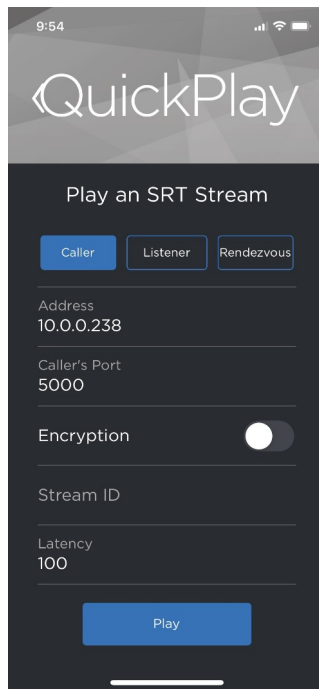 9:54
QuickPlay
Play an SRT Stream
Caller Listener Rendezvous
Address
10.0.0.238
Caller's Port
5000
Encryption
Stream ID
Latency
100
Play